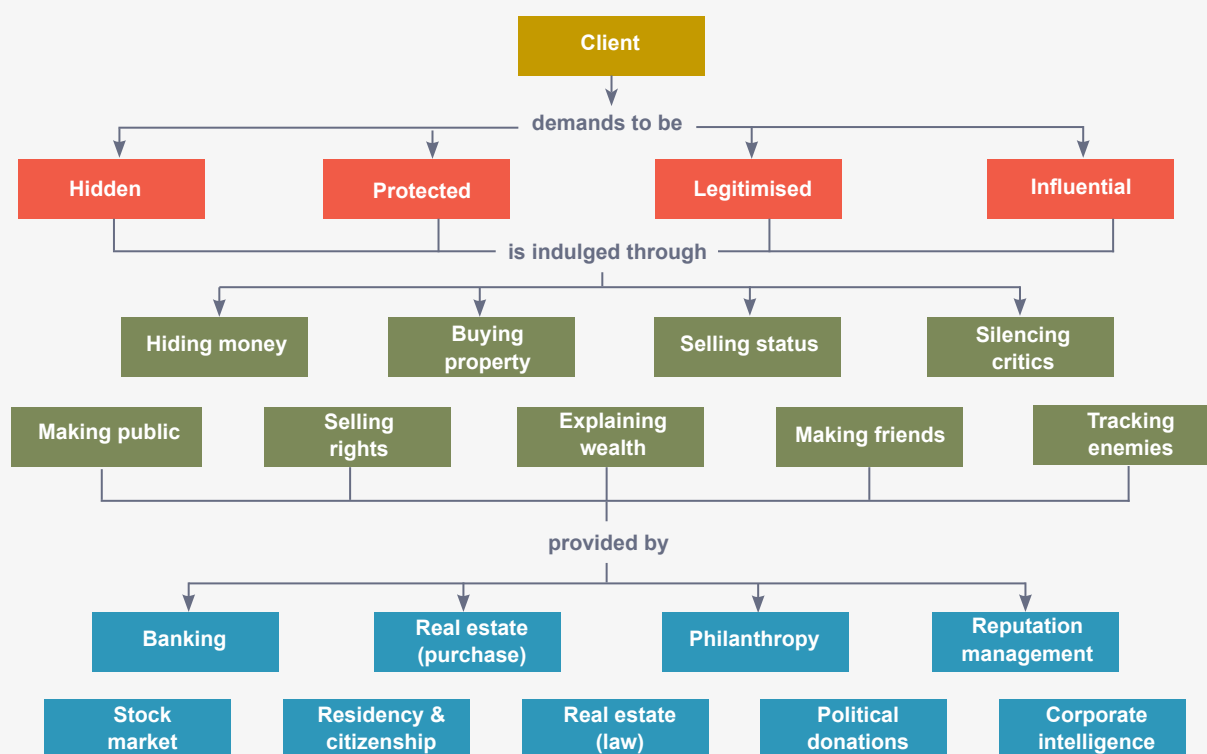 Client
demands to be
Hidden
Protected
Legitimised
Influential
is indulged through
Hiding money
Buying
property
Selling status
Silencing
critics
Making public
Selling
rights
Explaining
wealth
Making friends
Tracking
enemies
provided by
Banking
Real estate
(purchase)
Philanthropy
Reputation
management
Stock
market
Residency &
citizenship
Real estate
(law)
Political
donations
Corporate
intelligence